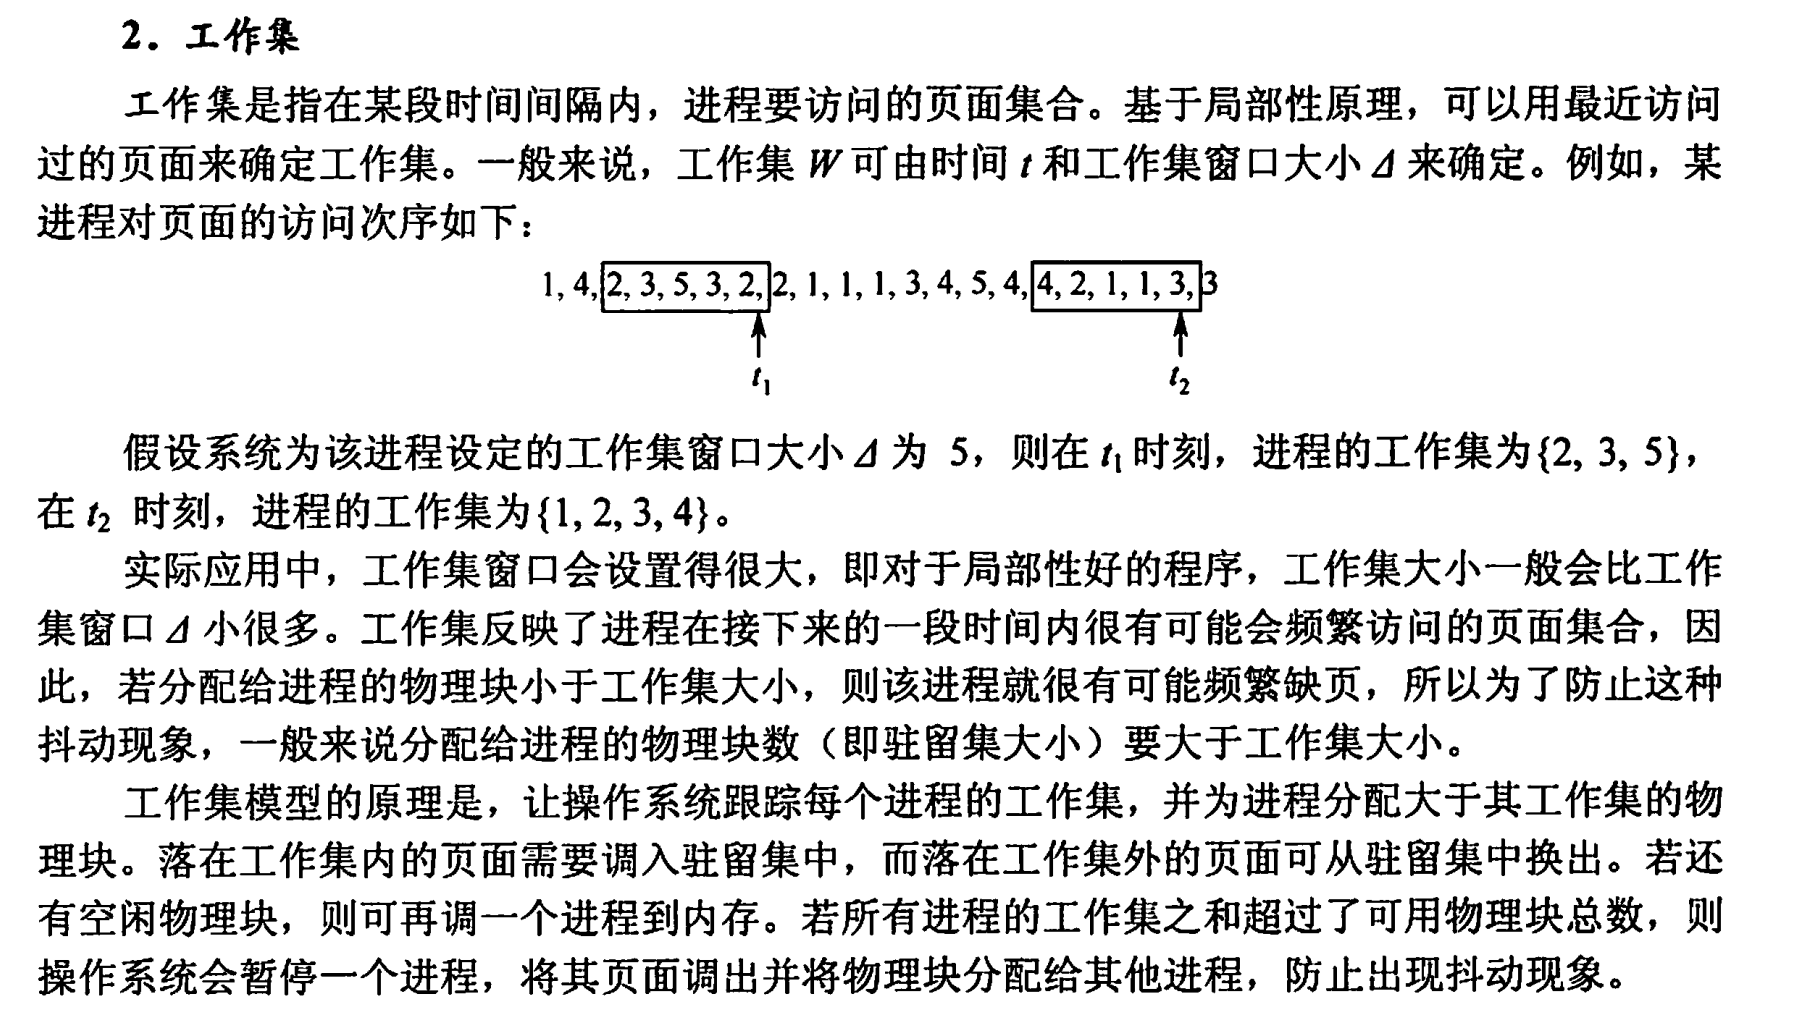 2. 工作集
工作集是指在某段时间间隔内，进程要访问的页面集合。基于局部性原理，可以用最近访问
过的页面来确定工作集。一般来说，工作集 W 可由时间 t 和工作集窗口大小 Δ 来确定。例如，某
进程对页面的访问次序如下：
1, 4, 2, 3, 5, 3, 2, 2, 1, 1, 1, 3, 4, 5, 4, 4, 2, 1, 1, 3, 3
t1 t2
假设系统为该进程设定的工作集窗口大小 Δ 为 5，则在 t1 时刻，进程的工作集为{2, 3, 5}，
在 t2 时刻，进程的工作集为{1, 2, 3, 4}。
实际应用中，工作集窗口会设置得很大，即对于局部性好的程序，工作集大小一般会比工作
集窗口 Δ 小很多。工作集反映了进程在接下来的一段时间内很有可能会频繁访问的页面集合，因
此，若分配给进程的物理块小于工作集大小，则该进程就很有可能频繁缺页，所以为了防止这种
抖动现象，一般来说分配给进程的物理块数（即驻留集大小）要大于工作集大小。
工作集模型的原理是，让操作系统跟踪每个进程的工作集，并为进程分配大于其工作集的物
理块。落在工作集内的页面需要调入驻留集中，而落在工作集外的页面可从驻留集中换出。若还
有空闲物理块，则可再调一个进程到内存。若所有进程的工作集之和超过了可用物理块总数，则
操作系统会暂停一个进程，将其页面调出并将物理块分配给其他进程，防止出现抖动现象。